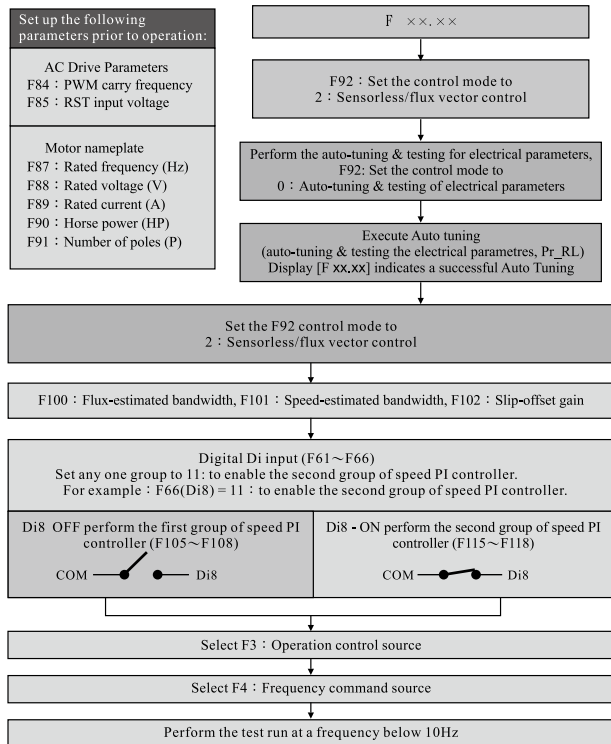 Set up the following
parameters prior to operation:
AC Drive Parameters
F84：PWM carry frequency
F85：RST input voltage
Motor nameplate
F87：Rated frequency (Hz)
F88：Rated voltage (V)
F89：Rated current (A)
F90：Horse power (HP)
F91：Number of poles (P)
F ××.××
F92：Set the control mode to
2：Sensorless/flux vector control
Perform the auto-tuning & testing for electrical parameters,
F92: Set the control mode to
0：Auto-tuning & testing of electrical parameters
Execute Auto tuning
(auto-tuning & testing the electrical parametres, Pr_RL)
Display [F xx.xx] indicates a successful Auto Tuning
Set the F92 control mode to
2：Sensorless/flux vector control
F100：Flux-estimated bandwidth, F101：Speed-estimated bandwidth, F102：Slip-offset gain
Digital Di input (F61～F66)
Set any one group to 11: to enable the second group of speed PI controller.
For example：F66(Di8) = 11：to enable the second group of speed PI controller.
Di8 OFF perform the first group of speed PI
controller (F105～F108)
COM Di8
Di8 - ON perform the second group of speed PI
controller (F115～F118)
COM Di8
Select F3：Operation control source
Select F4：Frequency command source
Perform the test run at a frequency below 10Hz